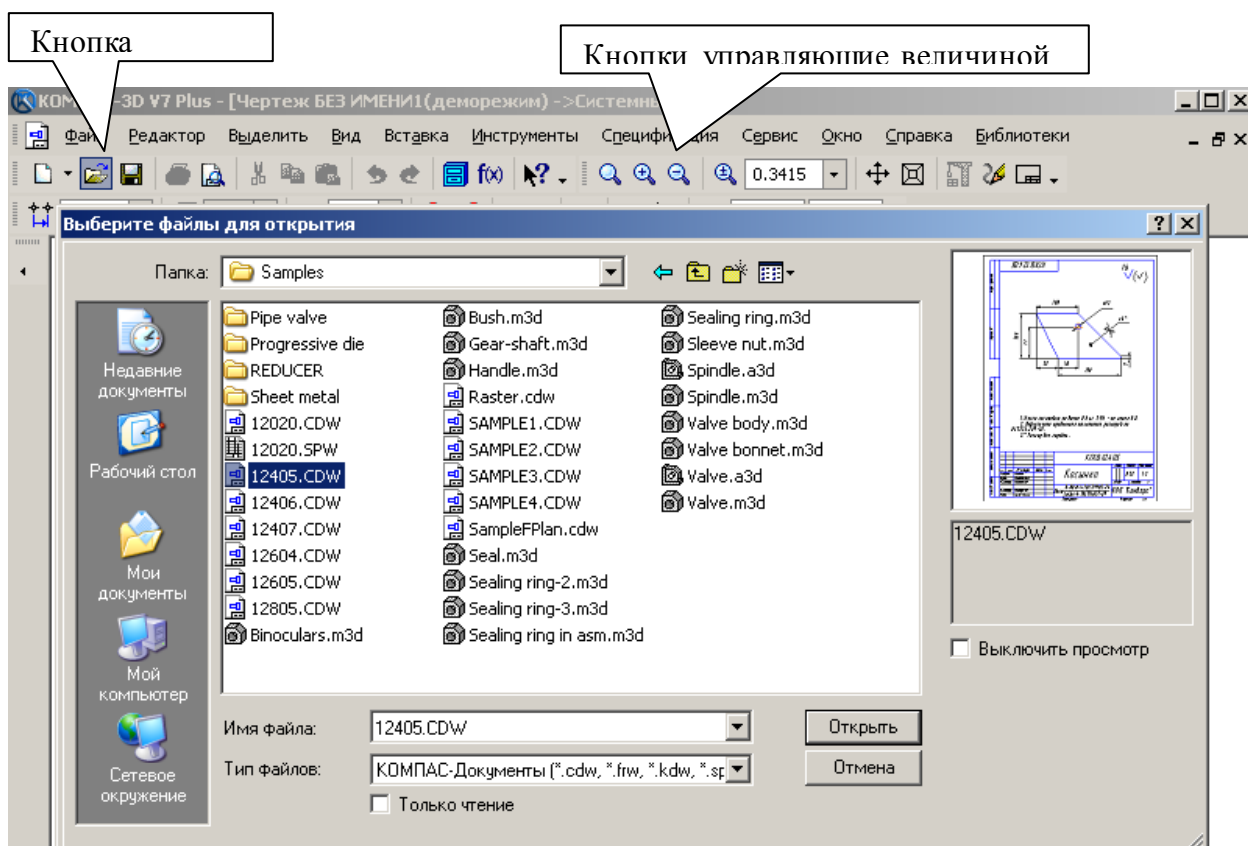 Кнопка
Кнопки управляющие величиной
КОМ -3D V7 Plus - [Чертеж БЕЗ ИМЕНИ1(деморежим) ->Системны
Файл Редактор Выделить Вид Вставка Инструменты Спецификация Сервис Окно Справка Библиотеки
f(x) 0.3415
Выберите файлы для открытия
Папка: Samples
Недавние документы
Рабочий стол
Мои документы
Мой компьютер
Сетевое окружение
Pipe valve
Progressive die
REDUCER
Sheet metal
12020.CDW
12020.SPW
12405.CDW
12406.CDW
12407.CDW
12604.CDW
12605.CDW
12805.CDW
Binoculars.m3d
Bush.m3d
Gear-shaft.m3d
Handle.m3d
Raster.cdw
SAMPLE1.CDW
SAMPLE2.CDW
SAMPLE3.CDW
SAMPLE4.CDW
SampleFPlan.cdw
Seal.m3d
Sealing ring-2.m3d
Sealing ring-3.m3d
Sealing ring in asm.m3d
Sealing ring.m3d
Sleeve nut.m3d
Spindle.a3d
Spindle.m3d
Valve body.m3d
Valve bonnet.m3d
Valve.a3d
Valve.m3d
Косынка
12405.CDW
Выключить просмотр
Имя файла: 12405.CDW Открыть
Тип файлов: КОМПАС-Документы (*.cdw, *.frw, *.kdw, *.sp Отмена
Только чтение